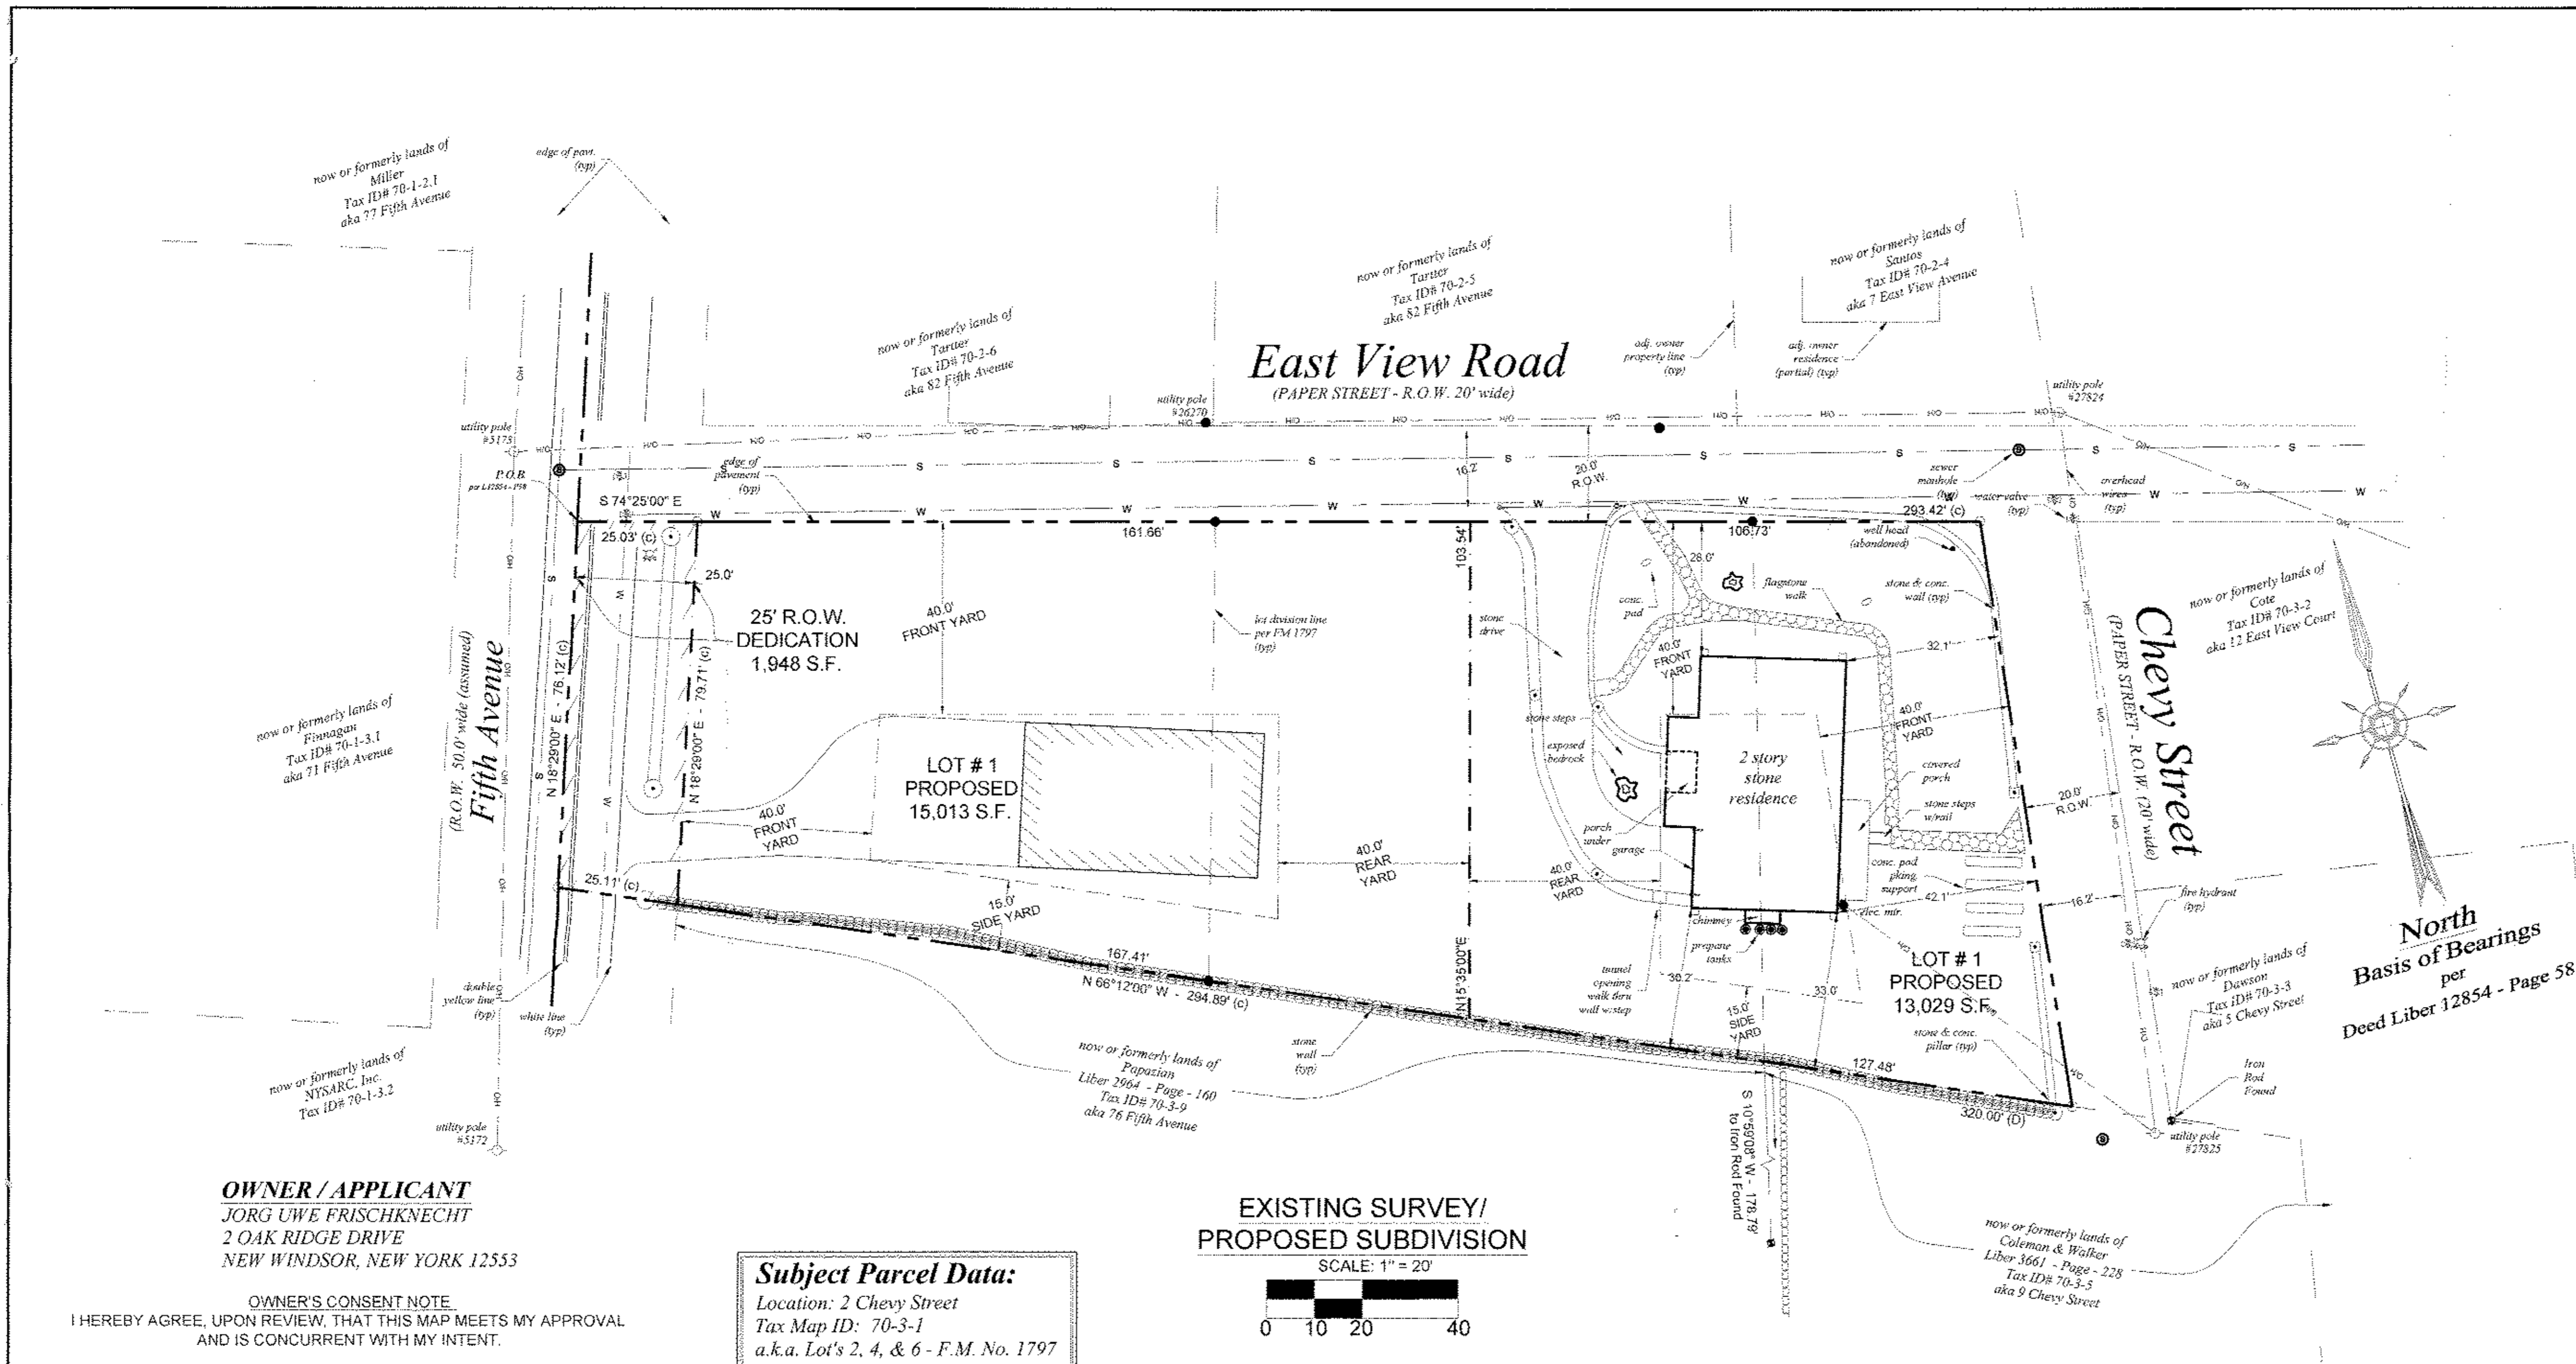 now or formerly lands of
Miller
Tax ID# 70-1-2.1
aka 77 Fifth Avenue
edge of pavt.
(typ)
now or formerly lands of
Tartter
Tax ID# 70-2-6
aka 82 Fifth Avenue
now or formerly lands of
Tartter
Tax ID# 70-2-5
aka 82 Fifth Avenue
now or formerly lands of
Santos
Tax ID# 70-2-4
aka 7 East View Avenue
East View Road
(PAPER STREET - R.O.W. 20' wide)
adj. owner
property line
(typ)
adj. owner
residence
(partial) (typ)
utility pole
#26270
utility pole
#27824
utility pole
#5173
P.O.B.
per L12854 - P58
edge of
pavement
(typ)
16.2'
20.0'
R.O.W.
sewer
manhole
(typ)
water valve
(typ)
overhead
wires
(typ)
S 74°25'00" E
25.03' (c)
161.66'
106.73'
293.42' (c)
well head
(abandoned)
25.0'
25' R.O.W.
DEDICATION
1,948 S.F.
40.0'
FRONT YARD
lot division line
per FM 1797
(typ)
103.54'
N15°35'00"E
stone
drive
conc.
pad
28.0'
flagstone
walk
stone & conc.
wall (typ)
32.1'
40.0'
FRONT
YARD
40.0'
FRONT
YARD
now or formerly lands of
Cote
Tax ID# 70-3-2
aka 12 East View Court
Chevy Street
(PAPER STREET - R.O.W. (20' wide)
now or formerly lands of
Finnagan
Tax ID# 70-1-3.1
aka 71 Fifth Avenue
Fifth Avenue
(R.O.W. 50.0' wide (assumed)
N 18°29'00" E - 76.12' (c)
N 18°29'00" E - 79.71' (c)
LOT # 1
PROPOSED
15,013 S.F.
40.0'
FRONT
YARD
stone steps
exposed
bedrock
2 story
stone
residence
covered
porch
stone steps
w/rail
porch
under
garage
20.0'
R.O.W.
40.0'
REAR
YARD
40.0'
REAR
YARD
conc. pad
pking
support
42.1'
16.2'
fire hydrant
(typ)
25.11' (c)
15.0'
SIDE YARD
chimney
elec. mtr.
propane
tanks
tunnel
opening
walk thru
wall w/step
30.2'
33.0'
15.0'
SIDE
YARD
LOT # 1
PROPOSED
13,029 S.F.
stone & conc.
pillar (typ)
North
Basis of Bearings
per
Deed Liber 12854 - Page 58
now or formerly lands of
Dawson
Tax ID# 70-3-3
aka 5 Chevy Street
167.41'
N 66°12'00" W - 294.89' (c)
127.48'
320.00' (D)
Iron
Rod
Found
utility pole
#27825
double
yellow line
(typ)
white line
(typ)
stone
wall
(typ)
now or formerly lands of
NYSARC, Inc.
Tax ID# 70-1-3.2
utility pole
#5172
now or formerly lands of
Papazian
Liber 2964 - Page - 160
Tax ID# 70-3-9
aka 76 Fifth Avenue
S 10°59'08" W - 178.79'
to Iron Rod Found
now or formerly lands of
Coleman & Walker
Liber 3661 - Page - 228
Tax ID# 70-3-5
aka 9 Chevy Street
OWNER / APPLICANT
JORG UWE FRISCHKNECHT
2 OAK RIDGE DRIVE
NEW WINDSOR, NEW YORK 12553
OWNER'S CONSENT NOTE
I HEREBY AGREE, UPON REVIEW, THAT THIS MAP MEETS MY APPROVAL
AND IS CONCURRENT WITH MY INTENT.
Subject Parcel Data:
Location: 2 Chevy Street
Tax Map ID: 70-3-1
a.k.a. Lot's 2, 4, & 6 - F.M. No. 1797
EXISTING SURVEY/
PROPOSED SUBDIVISION
SCALE: 1" = 20'
0 10 20 40